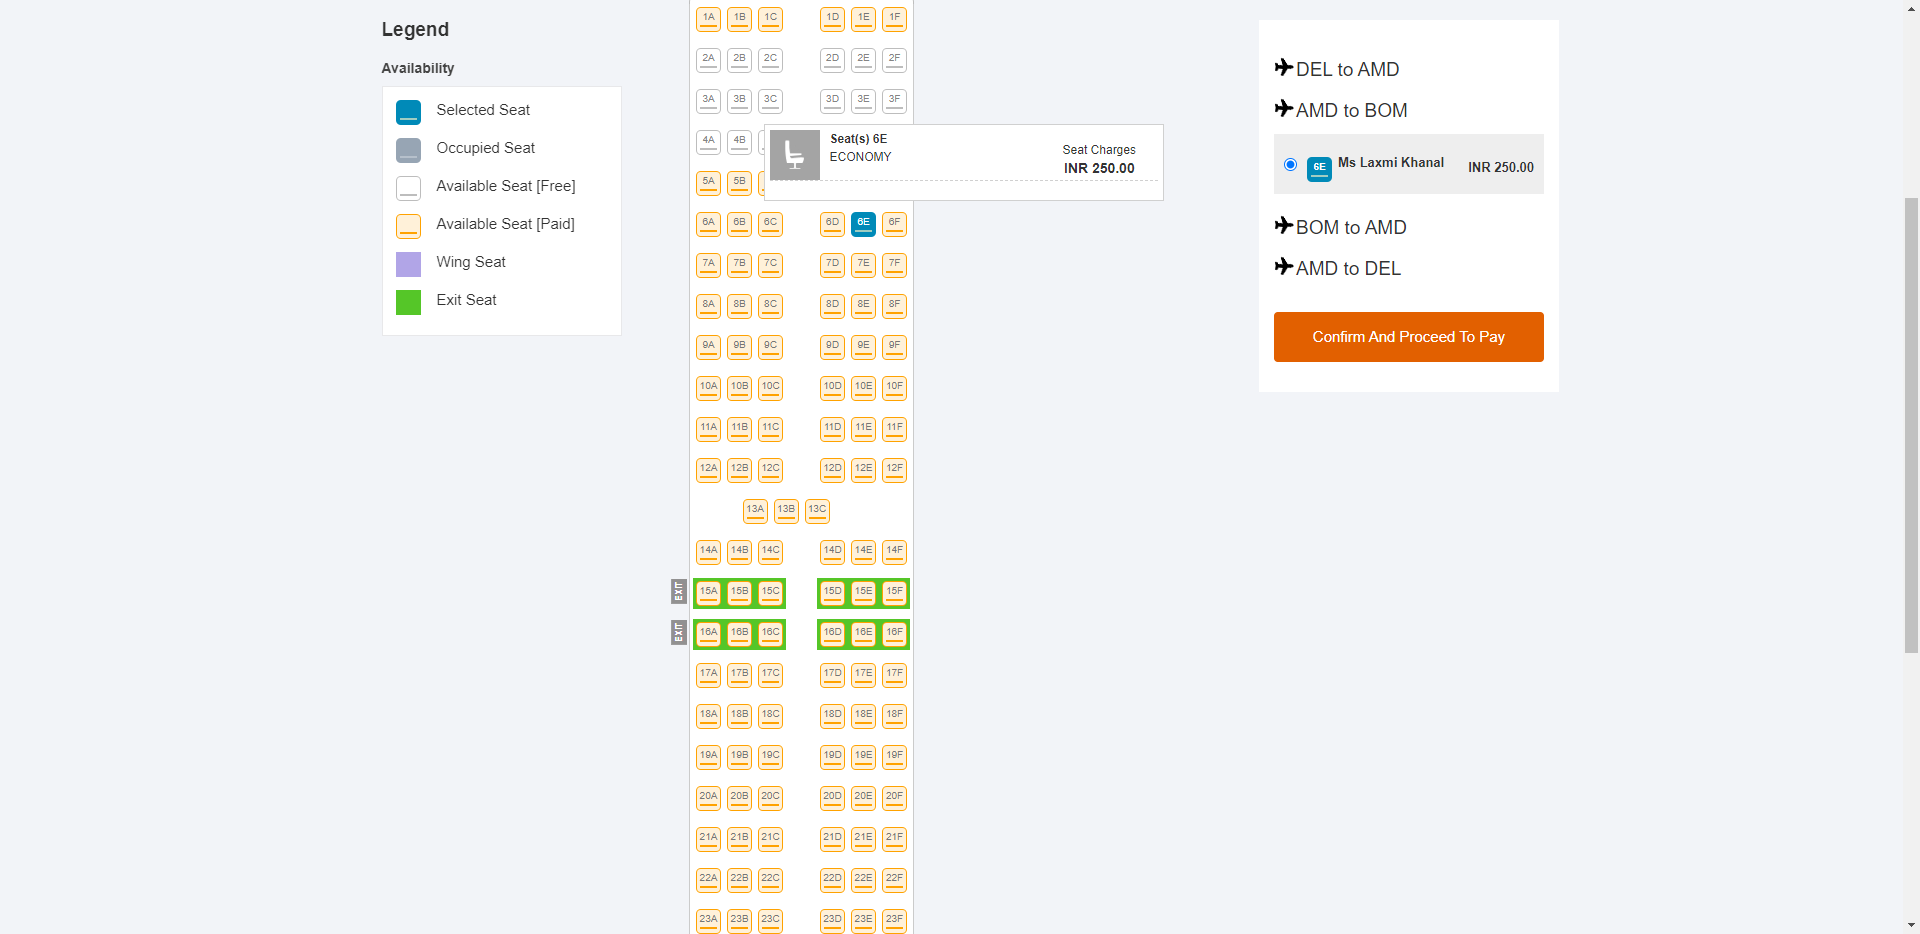 Legend
Availability
Selected Seat
Occupied Seat
Available Seat [Free]
Available Seat [Paid]
Wing Seat
Exit Seat
1A 1B 1C 1D 1E 1F
2A 2B 2C 2D 2E 2F
3A 3B 3C 3D 3E 3F
4A 4B
5A 5B
Seat(s) 6E
ECONOMY
Seat Charges
INR 250.00
6A 6B 6C 6D 6E 6F
7A 7B 7C 7D 7E 7F
8A 8B 8C 8D 8E 8F
9A 9B 9C 9D 9E 9F
10A 10B 10C 10D 10E 10F
11A 11B 11C 11D 11E 11F
12A 12B 12C 12D 12E 12F
13A 13B 13C
14A 14B 14C 14D 14E 14F
EXIT 15A 15B 15C 15D 15E 15F
EXIT 16A 16B 16C 16D 16E 16F
17A 17B 17C 17D 17E 17F
18A 18B 18C 18D 18E 18F
19A 19B 19C 19D 19E 19F
20A 20B 20C 20D 20E 20F
21A 21B 21C 21D 21E 21F
22A 22B 22C 22D 22E 22F
23A 23B 23C 23D 23E 23F
DEL to AMD
AMD to BOM
6E Ms Laxmi Khanal INR 250.00
BOM to AMD
AMD to DEL
Confirm And Proceed To Pay